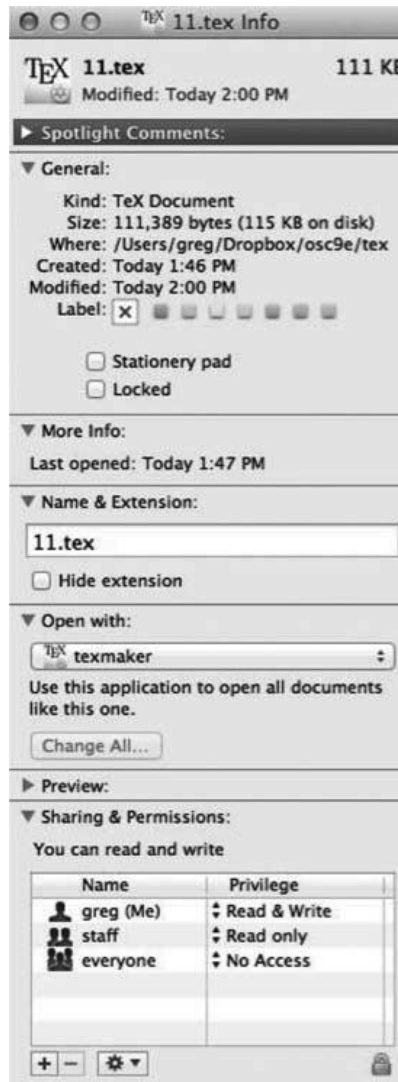 TEX 11.tex Info
TEX 11.tex 111 KB
Modified: Today 2:00 PM
Spotlight Comments:
General:
Kind: TeX Document
Size: 111,389 bytes (115 KB on disk)
Where: /Users/greg/Dropbox/osc9e/tex
Created: Today 1:46 PM
Modified: Today 2:00 PM
Label:
Stationery pad
Locked
More Info:
Last opened: Today 1:47 PM
Name & Extension:
11.tex
Hide extension
Open with:
TEX texmaker
Use this application to open all documents
like this one.
Change All...
Preview:
Sharing & Permissions:
You can read and write
Name Privilege
greg (Me) Read & Write
staff Read only
everyone No Access